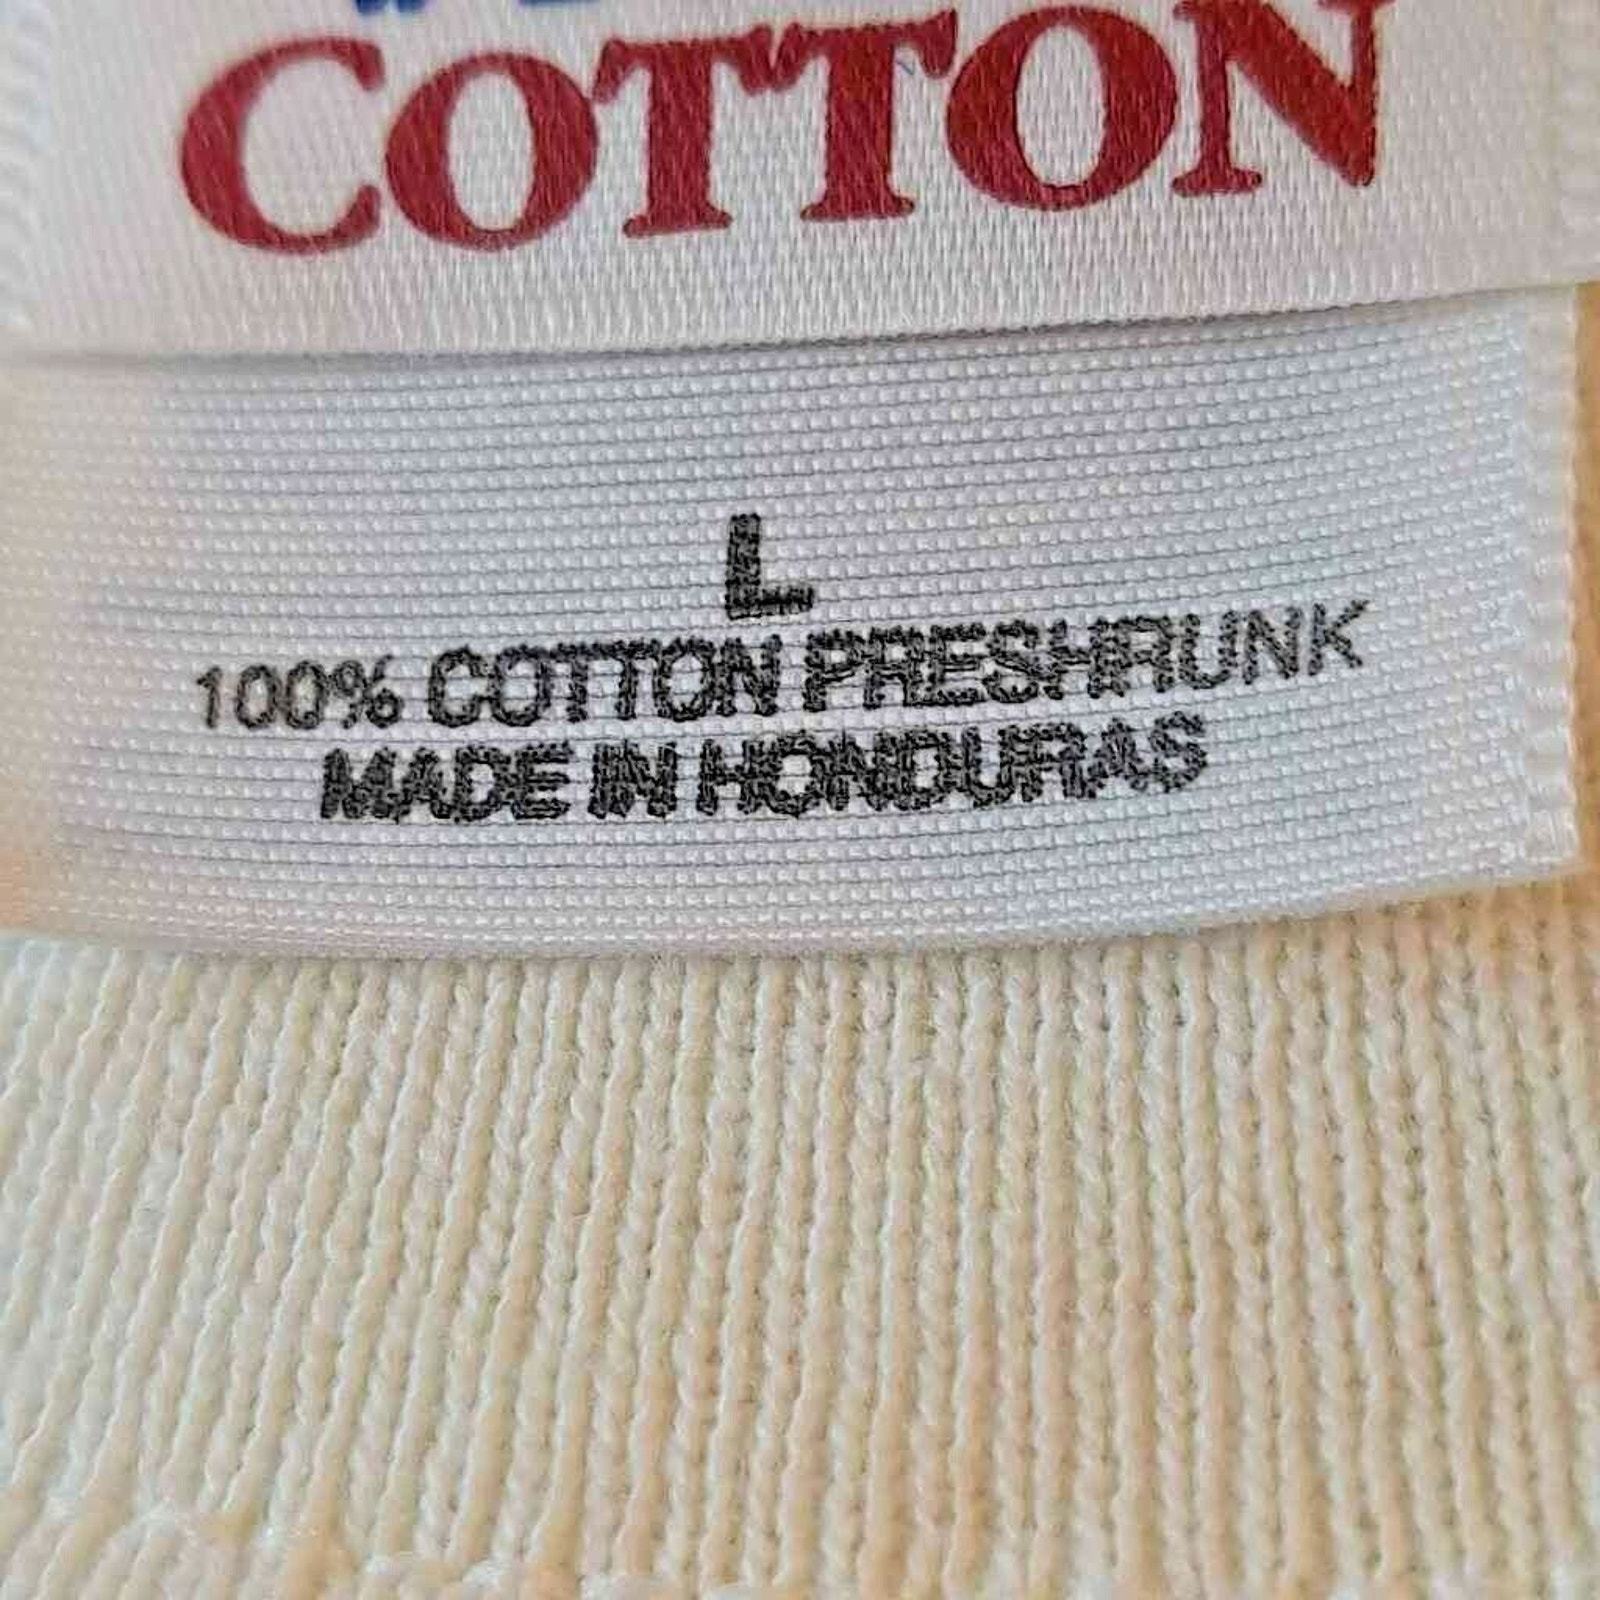 COTTON
L
100% COTTON PRESHRUNK
MADE IN HONDURAS